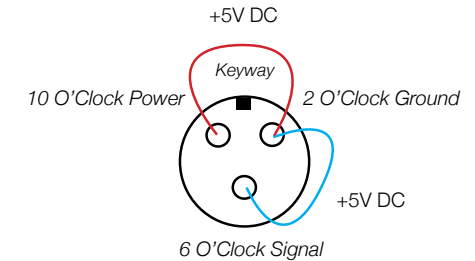 +5V DC
Keyway
10 O'Clock Power
2 O'Clock Ground
+5V DC
6 O'Clock Signal